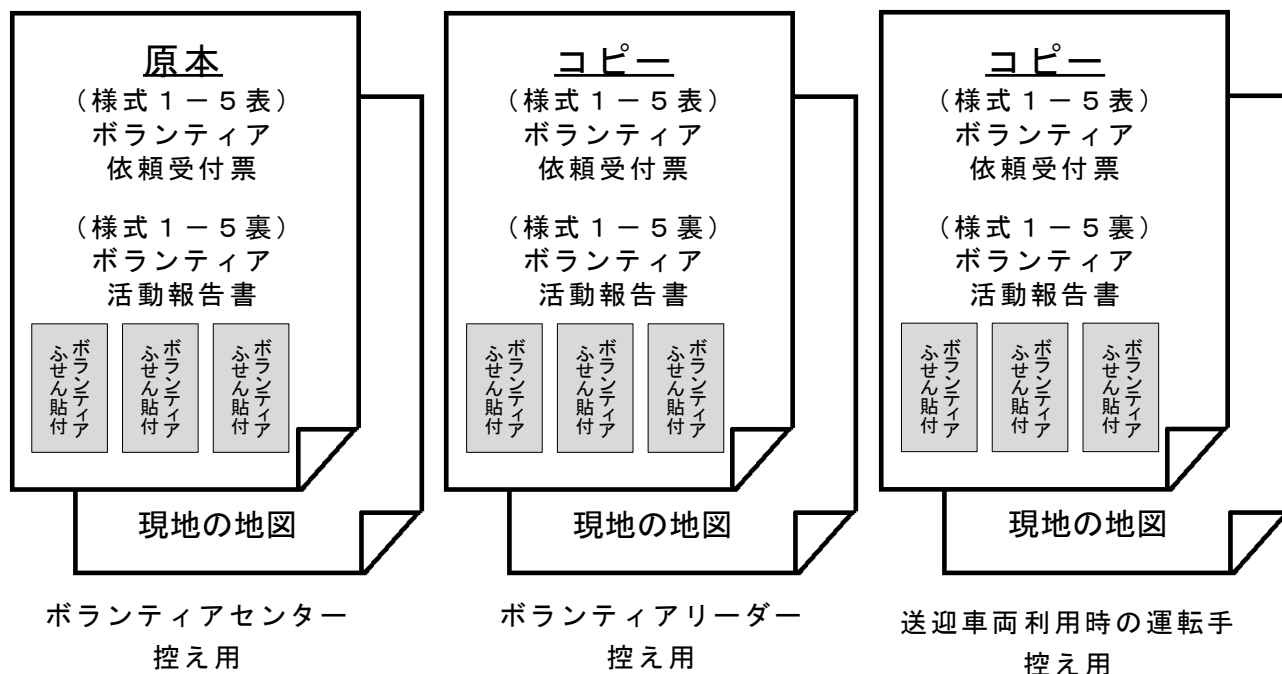 原本
（様式１－５表）
ボランティア
依頼受付票
（様式１－５裏）
ボランティア
活動報告書
ボランティア
ふせん貼付
ボランティア
ふせん貼付
ボランティア
ふせん貼付
現地の地図
ボランティアセンター
控え用
コピー
（様式１－５表）
ボランティア
依頼受付票
（様式１－５裏）
ボランティア
活動報告書
ボランティア
ふせん貼付
ボランティア
ふせん貼付
ボランティア
ふせん貼付
現地の地図
ボランティアリーダー
控え用
コピー
（様式１－５表）
ボランティア
依頼受付票
（様式１－５裏）
ボランティア
活動報告書
ボランティア
ふせん貼付
ボランティア
ふせん貼付
ボランティア
ふせん貼付
現地の地図
送迎車両利用時の運転手
控え用